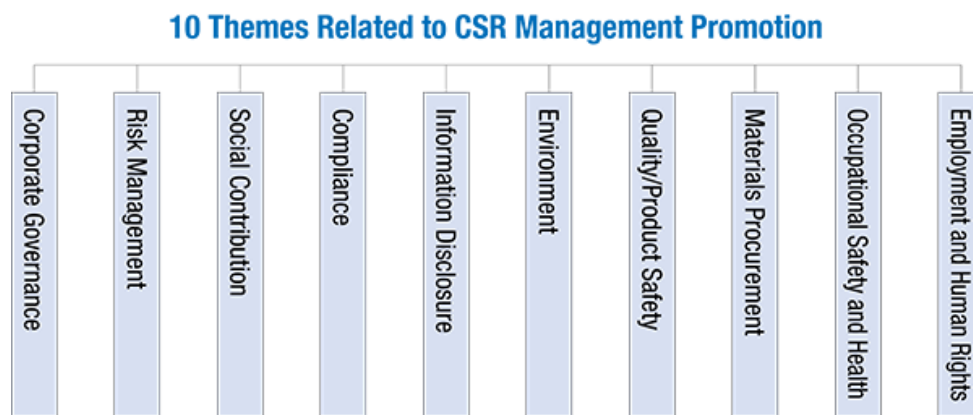 10 Themes Related to CSR Management Promotion
Corporate Governance
Risk Management
Social Contribution
Compliance
Information Disclosure
Environment
Quality/Product Safety
Materials Procurement
Occupational Safety and Health
Employment and Human Rights